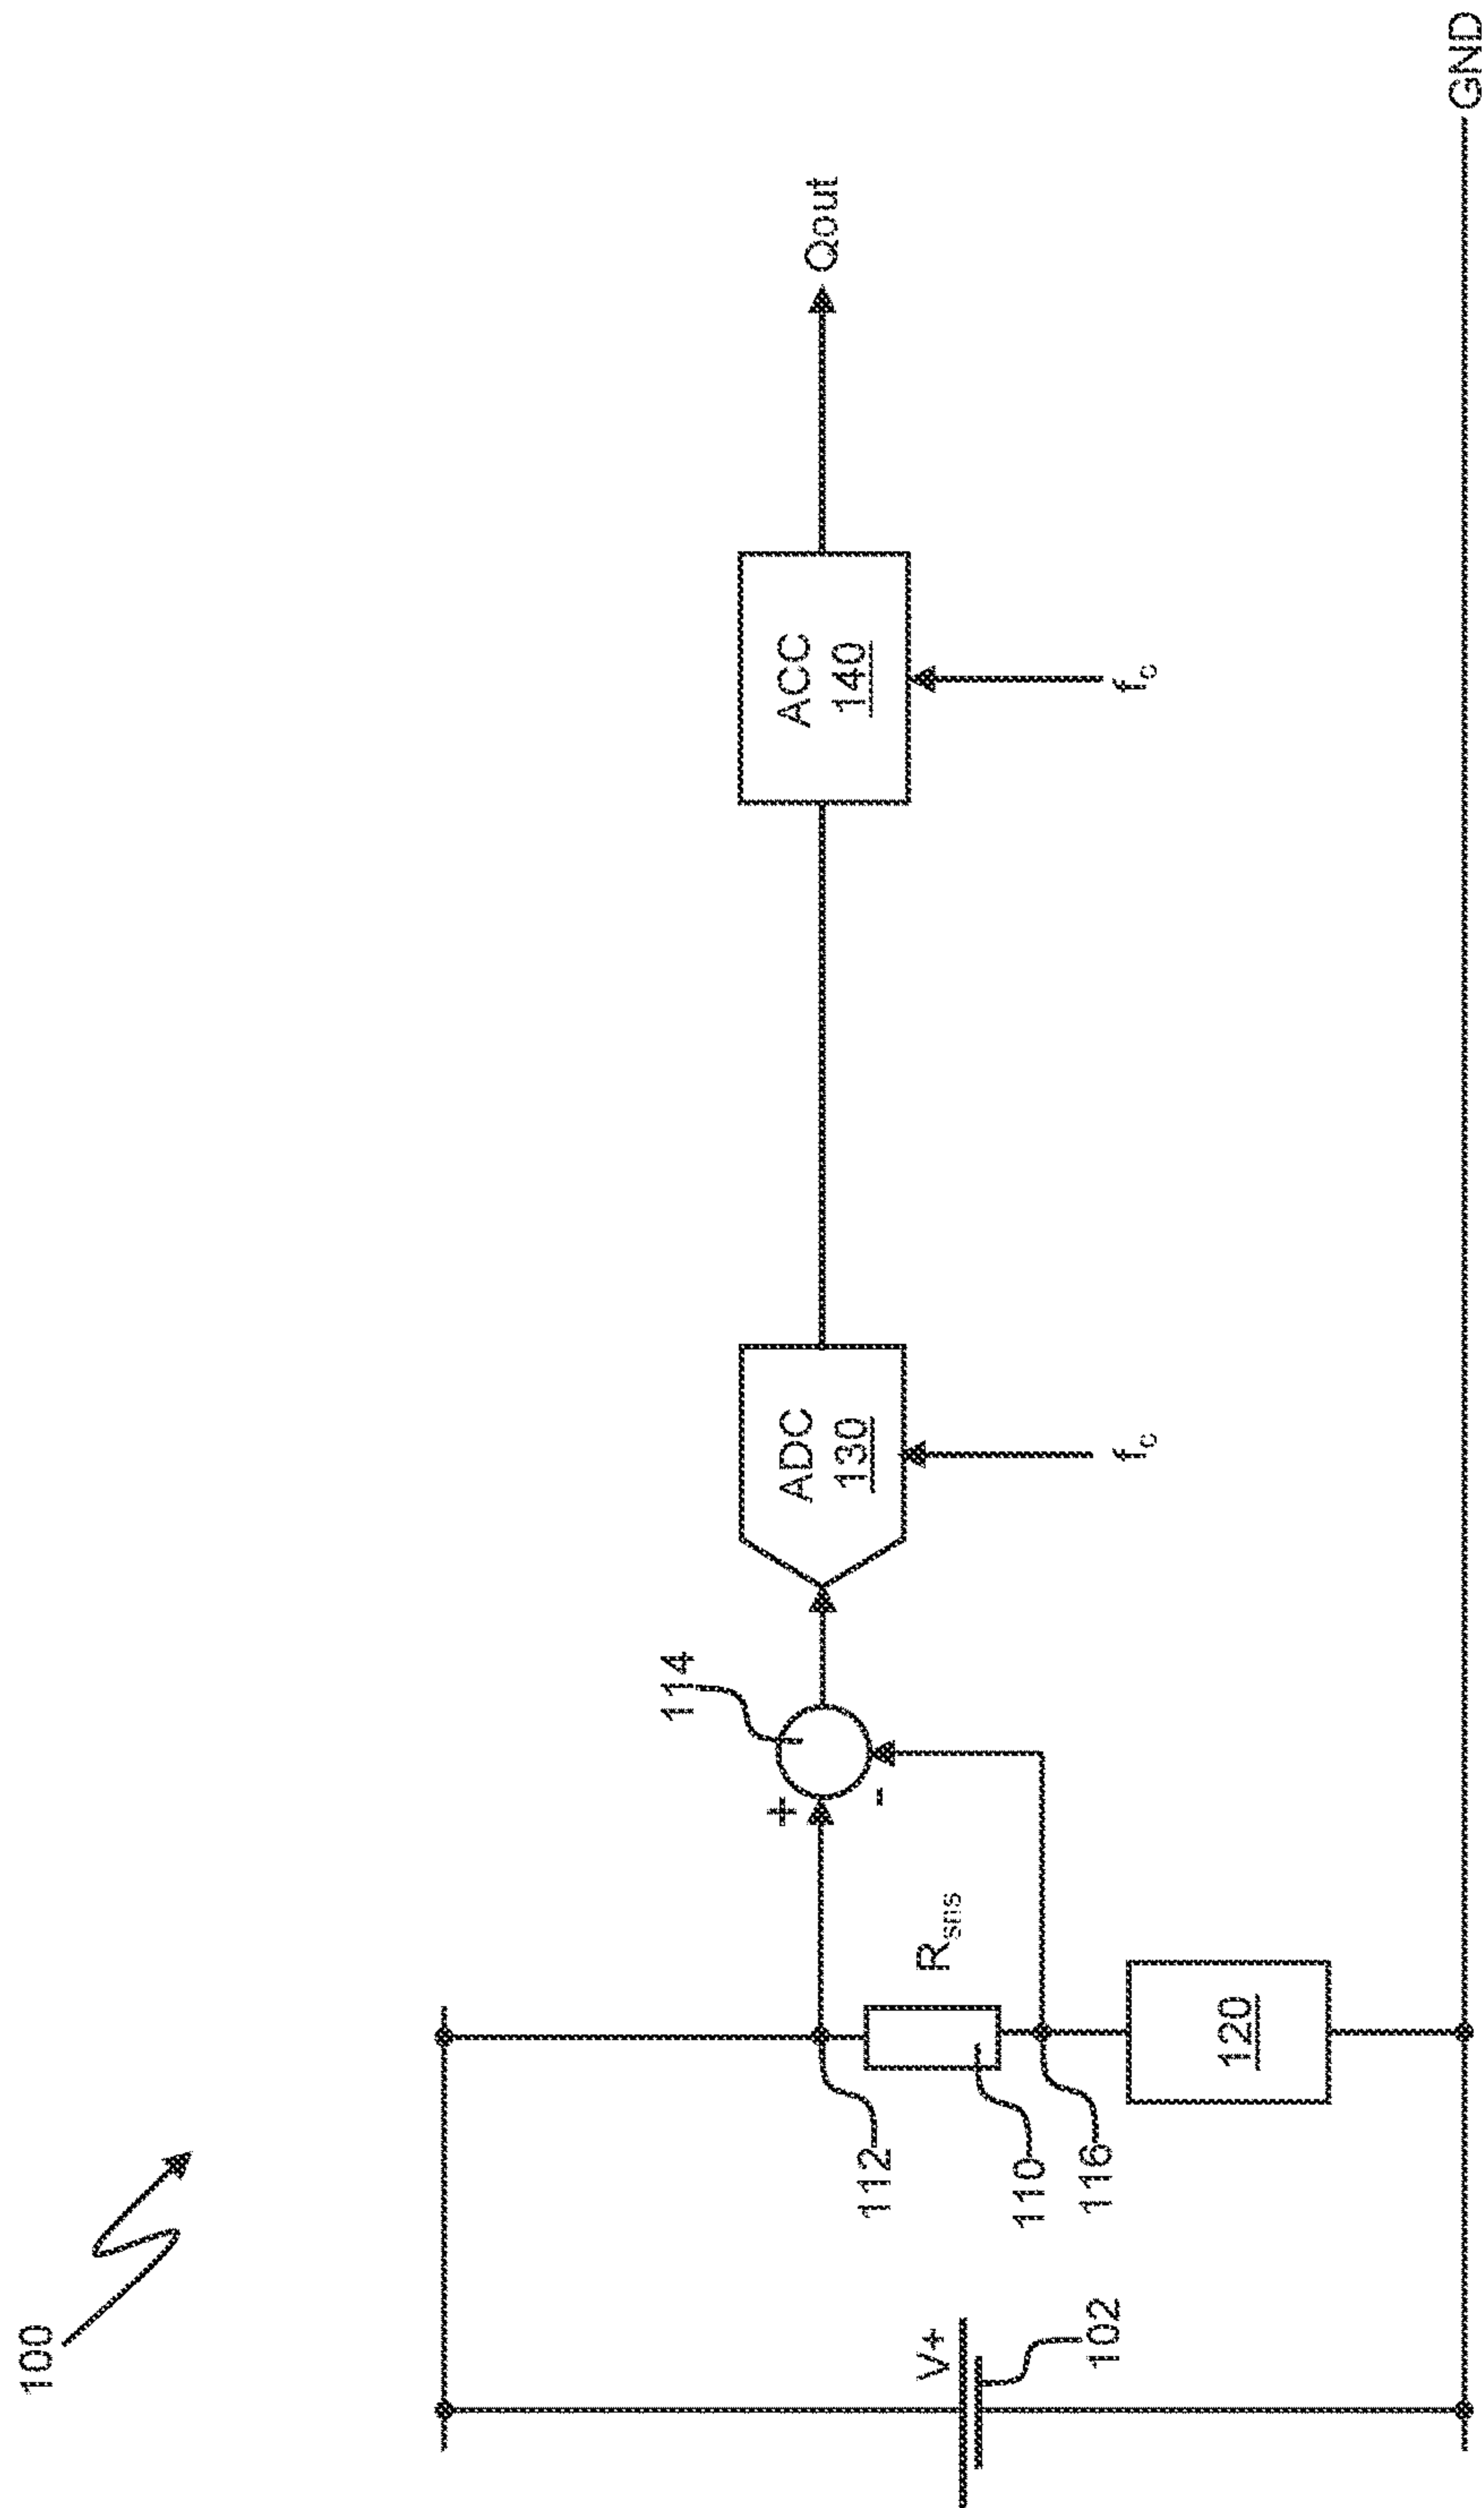 100
V+
102
112
110
116
Rsns
120
114
+
-
ADC
130
fc
ACC
140
fc
Qout
GND